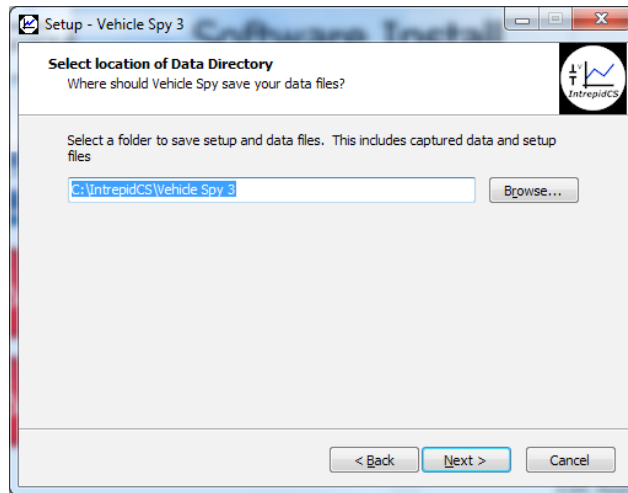 Software Install
Setup - Vehicle Spy 3
Select location of Data Directory
Where should Vehicle Spy save your data files?
IntrepidCS
Select a folder to save setup and data files. This includes captured data and setup
files
C:\IntrepidCS\Vehicle Spy 3
Browse...
< Back
Next >
Cancel